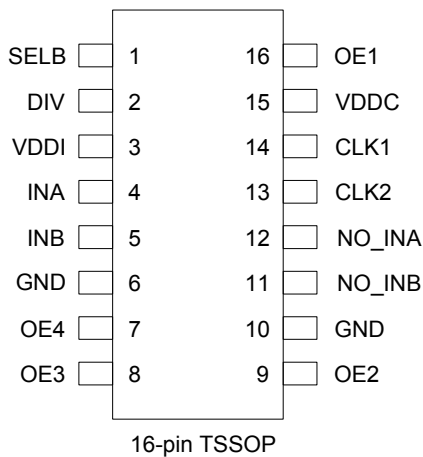 SELB 1 16 OE1
DIV 2 15 VDDC
VDDI 3 14 CLK1
INA 4 13 CLK2
INB 5 12 NO_INA
GND 6 11 NO_INB
OE4 7 10 GND
OE3 8 9 OE2
16-pin TSSOP